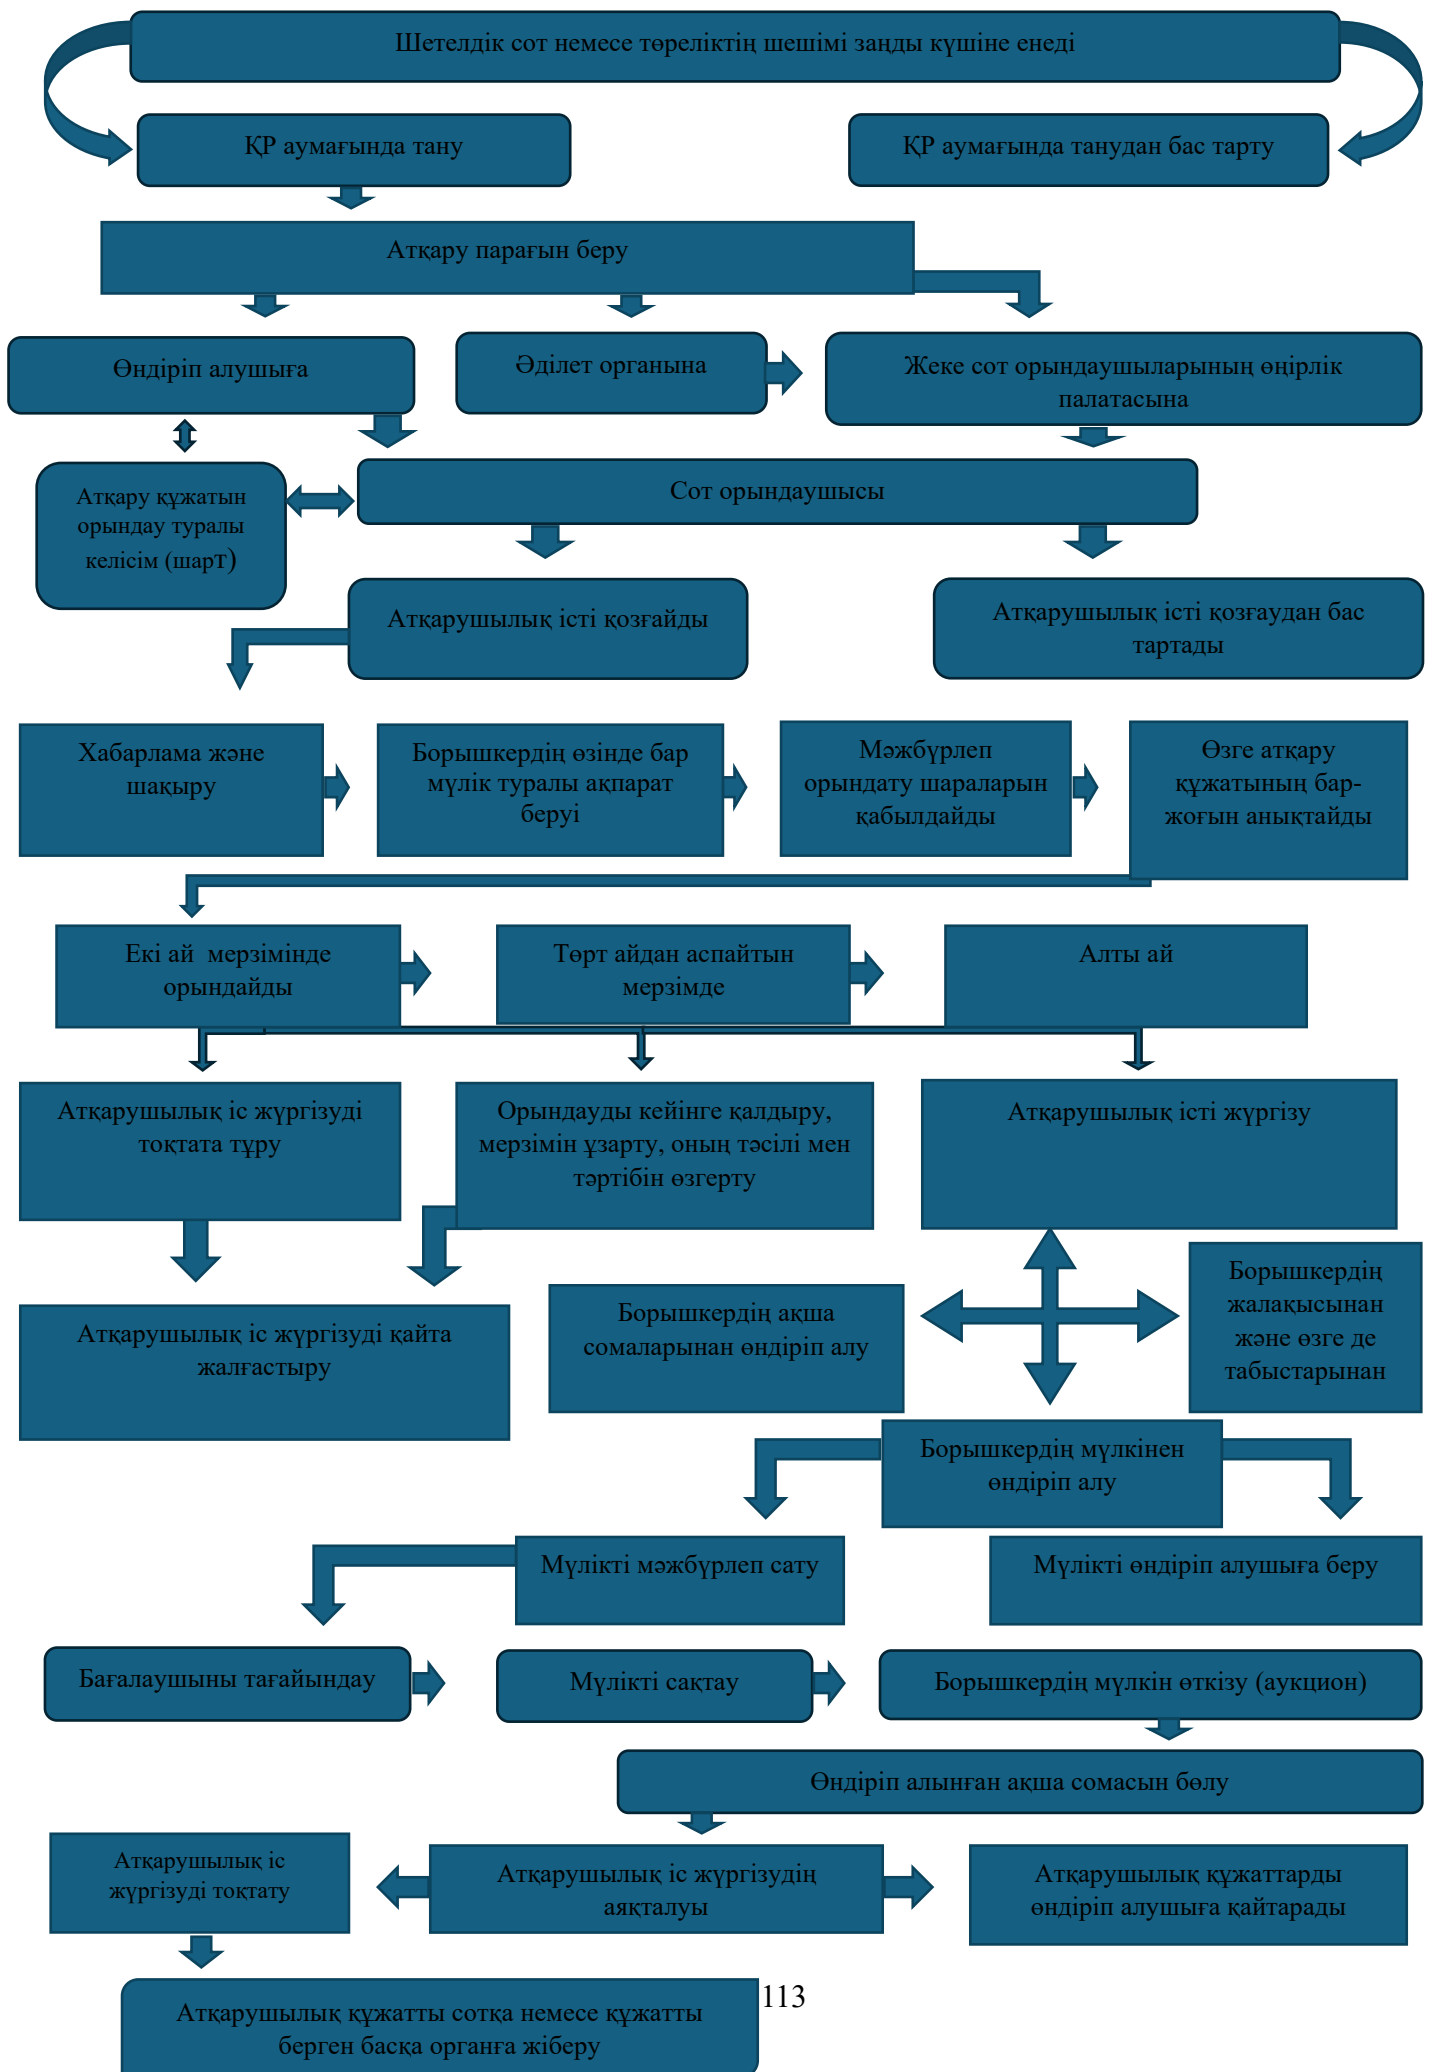 Шетелдік сот немесе төреліктің шешімі заңды күшіне енеді
ҚР аумағында тану
ҚР аумағында танудан бас тарту
Атқару парағын беру
Өндіріп алушыға
Әділет органына
Жеке сот орындаушыларының өңірлік
палатасына
Атқару құжатын
орындау туралы
келісім (шарт)
Сот орындаушысы
Атқарушылық істі қозғайды
Атқарушылық істі қозғаудан бас
тартады
Хабарлама және
шақыру
Борышкердің өзінде бар
мүлік туралы ақпарат
беруі
Мәжбүрлеп
орындату шараларын
қабылдайды
Өзге атқару
құжатының бар-
жоғын анықтайды
Екі ай мерзімінде
орындайды
Төрт айдан аспайтын
мерзімде
Алты ай
Атқарушылық іс жүргізуді
тоқтата тұру
Орындауды кейінге қалдыру,
мерзімін ұзарту, оның тәсілі мен
тәртібін өзгерту
Атқарушылық істі жүргізу
Атқарушылық іс жүргізуді қайта
жалғастыру
Борышкердің ақша
сомаларынан өндіріп алу
Борышкердің
жалақысынан
және өзге де
табыстарынан
Борышкердің мүлкінен
өндіріп алу
Мүлікті мәжбүрлеп сату
Мүлікті өндіріп алушыға беру
Бағалаушыны тағайындау
Мүлікті сақтау
Борышкердің мүлкін өткізу (аукцион)
Өндіріп алынған ақша сомасын бөлу
Атқарушылық іс
жүргізуді тоқтату
Атқарушылық іс жүргізудің
аяқталуы
Атқарушылық құжаттарды
өндіріп алушыға қайтарады
Атқарушылық құжатты сотқа немесе құжатты
берген басқа органға жіберу
113